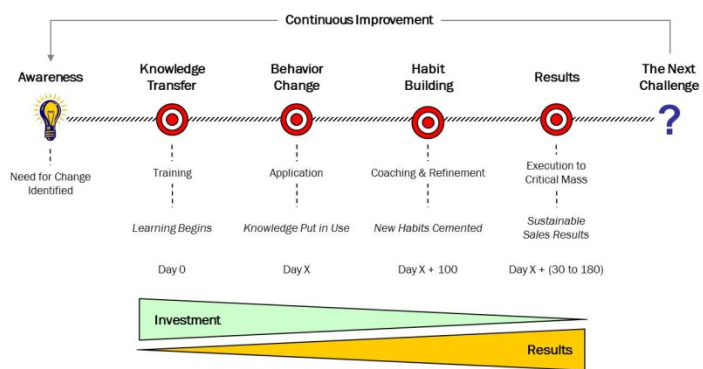 Continuous Improvement
Awareness
Knowledge
Transfer
Behavior
Change
Habit
Building
Results
The Next
Challenge
?
Need for Change
Identified
Training
Application
Coaching & Refinement
Execution to
Critical Mass
Learning Begins
Knowledge Put in Use
New Habits Cemented
Sustainable
Sales Results
Day 0
Day X
Day X + 100
Day X + (30 to 180)
Investment
Results